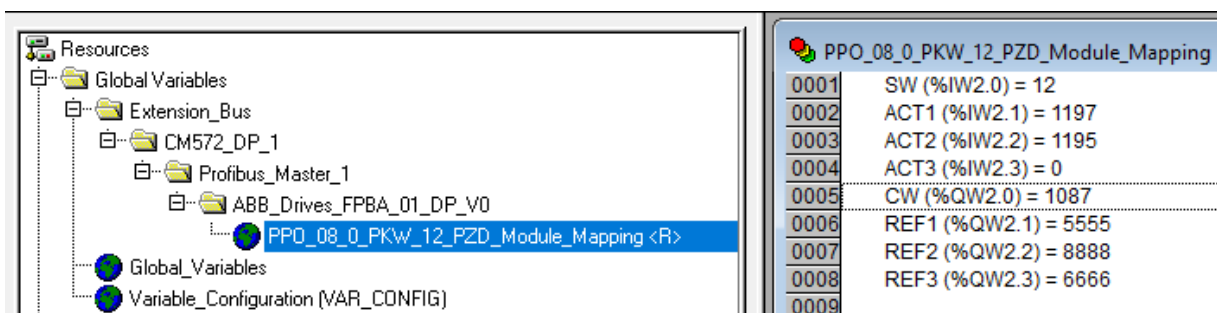 Resources
Global Variables
Extension_Bus
CM572_DP_1
Profibus_Master_1
ABB_Drives_FPBA_01_DP_V0
PPO_08_0_PKW_12_PZD_Module_Mapping <R>
Global_Variables
Variable_Configuration (VAR_CONFIG)
PPO_08_0_PKW_12_PZD_Module_Mapping
0001 SW (%IW2.0) = 12
0002 ACT1 (%IW2.1) = 1197
0003 ACT2 (%IW2.2) = 1195
0004 ACT3 (%IW2.3) = 0
0005 CW (%QW2.0) = 1087
0006 REF1 (%QW2.1) = 5555
0007 REF2 (%QW2.2) = 8888
0008 REF3 (%QW2.3) = 6666
0009